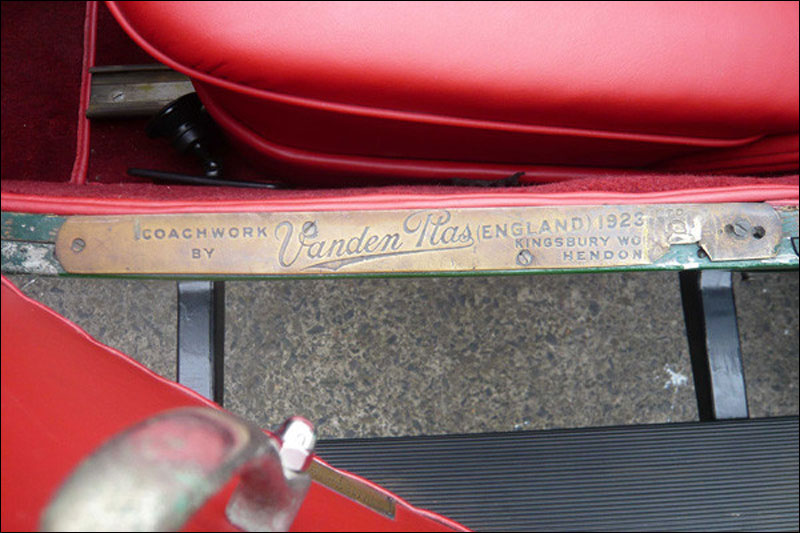 COACHWORK
BY
Vanden Plas (ENGLAND) 1923
KINGSBURY WO
HENDON